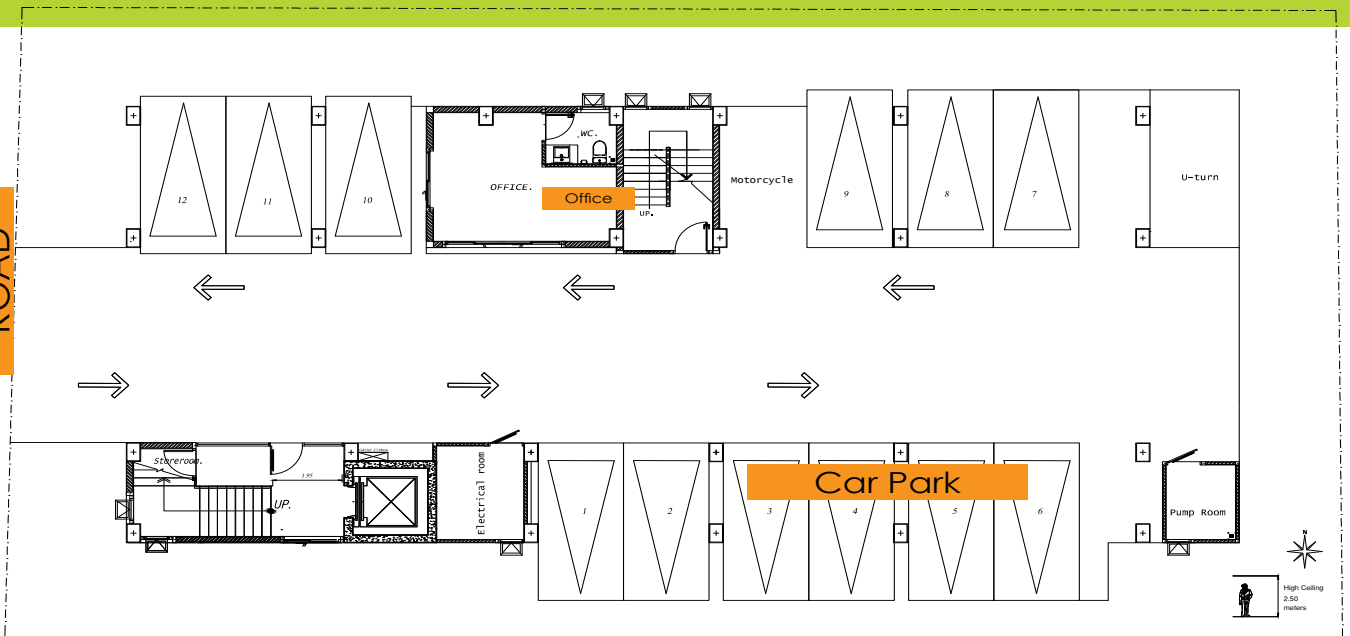 WC.
OFFICE.
Office
UP.
Motorcycle
U-turn
12
11
10
9
8
7
ROAD
Storeroom.
1.95
UP.
Electrical room
Car Park
1
2
3
4
5
6
Pump Room
N
High Ceiling
2.50
meters